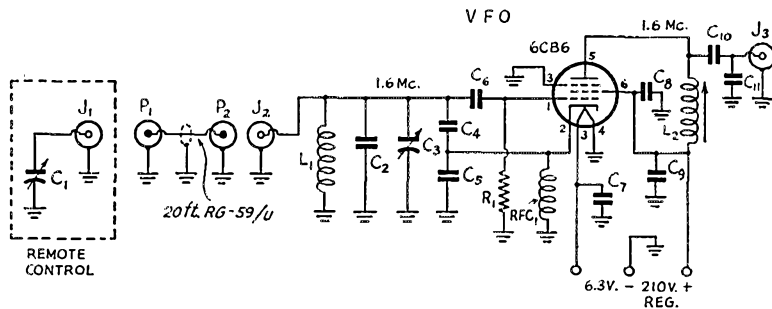 VFO
1.6 Mc.
C10
J3
6CB6
5
1.6 Mc.
C6
3
1
6
C8
C11
J1
P1
P2
J2
2
3
4
L2
C4
C1
L1
C2
C3
C5
R1
RFC1
C7
C9
20 ft. RG-59/U
REMOTE
CONTROL
6.3V. - 210V. +
REG.